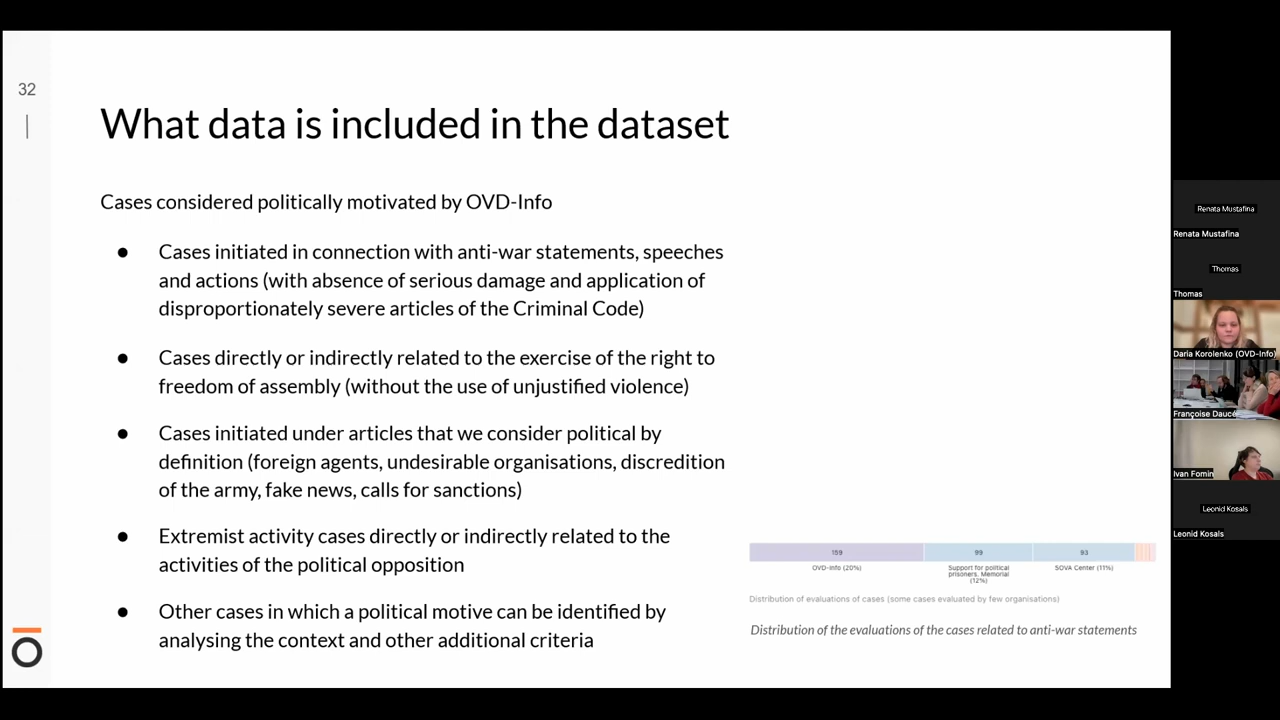 32
What data is included in the dataset
Cases considered politically motivated by OVD-Info
● Cases initiated in connection with anti-war statements, speeches
and actions (with absence of serious damage and application of
disproportionately severe articles of the Criminal Code)
● Cases directly or indirectly related to the exercise of the right to
freedom of assembly (without the use of unjustified violence)
● Cases initiated under articles that we consider political by
definition (foreign agents, undesirable organisations, discredition
of the army, fake news, calls for sanctions)
● Extremist activity cases directly or indirectly related to the
activities of the political opposition
● Other cases in which a political motive can be identified by
analysing the context and other additional criteria
159 99 93
OVD-Info (20%)
Support for political
prisoners. Memorial
(12%)
SOVA Center (11%)
Distribution of evaluations of cases (some cases evaluated by few organisations)
Distribution of the evaluations of the cases related to anti-war statements
Renata Mustafina
Renata Mustafina
Thomas
Thomas
Daria Korolenko (OVD-Info)
Françoise Daucé
Ivan Fomin
Leonid Kosals
Leonid Kosals